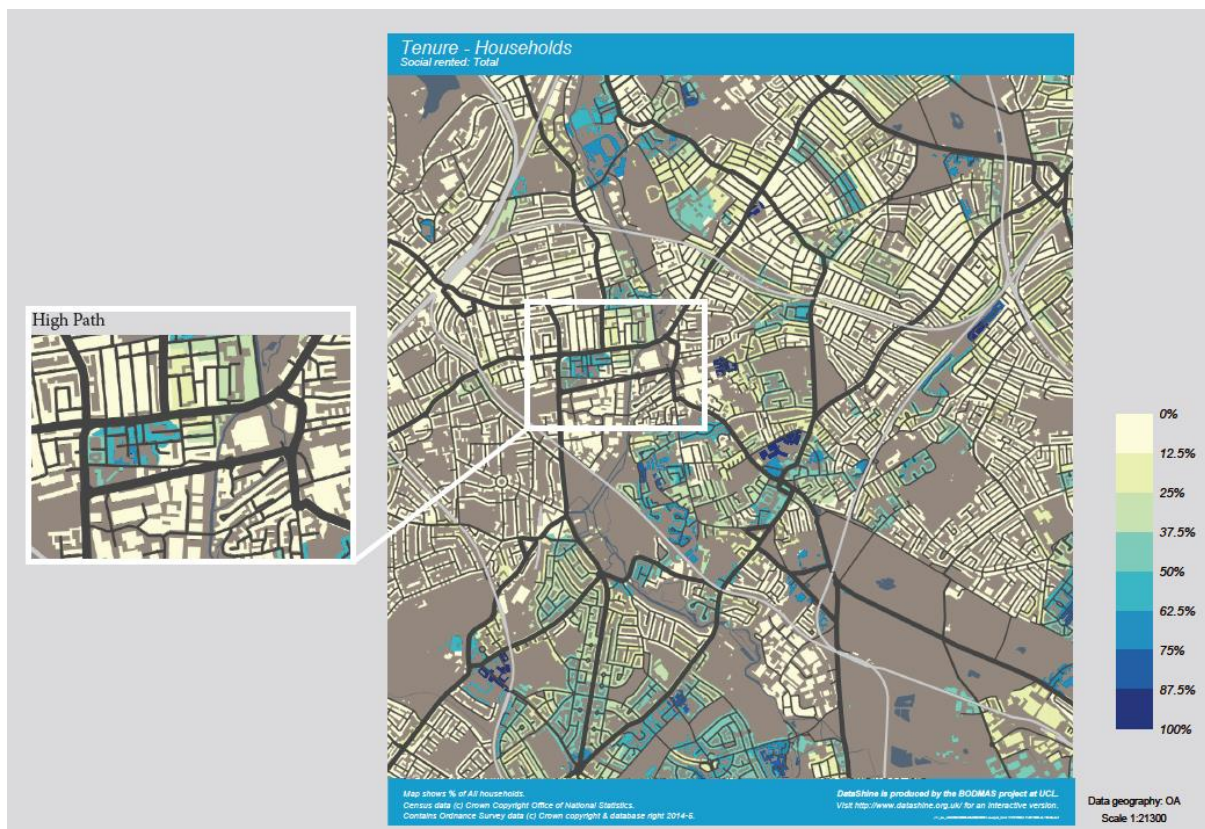 Tenure - Households
Social rented: Total
High Path
0%
12.5%
25%
37.5%
50%
62.5%
75%
87.5%
100%
Map shows % of All households.
Census data (c) Crown Copyright Office of National Statistics.
Contains Ordnance Survey data (c) Crown copyright & database right 2014-5.
DataShine is produced by the BODMAS project at UCL.
Visit http://www.datashine.org.uk/ for an interactive version.
Data geography: OA
Scale 1:21300